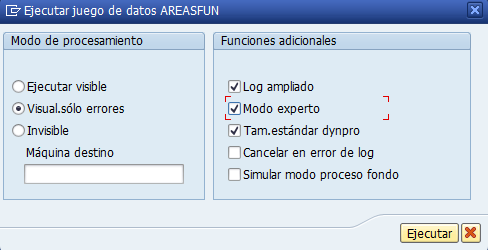 Ejecutar juego de datos AREASFUN
Modo de procesamiento
Ejecutar visible
Visual.sólo errores
Invisible
Máquina destino
Funciones adicionales
Log ampliado
Modo experto
Tam.estándar dynpro
Cancelar en error de log
Simular modo proceso fondo
Ejecutar